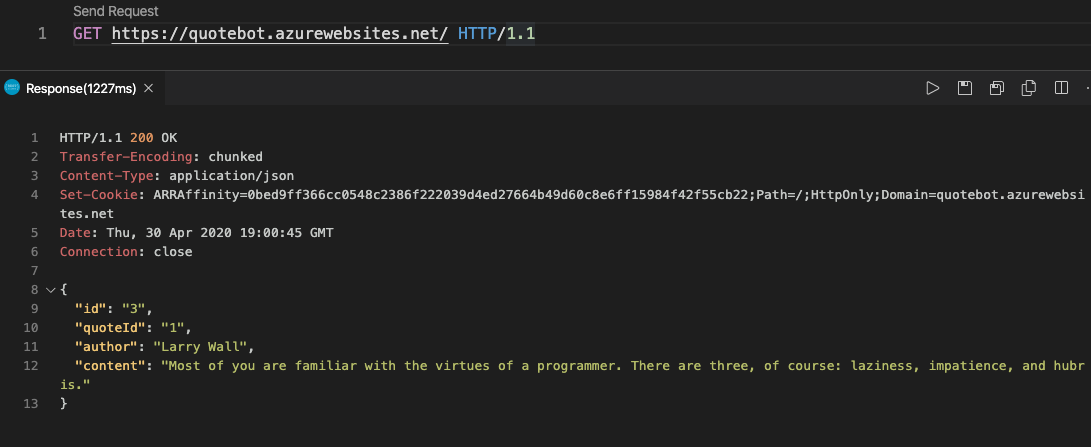 Send Request
1 GET https://quotebot.azurewebsites.net/ HTTP/1.1
Response(1227ms) ×
1 HTTP/1.1 200 OK
2 Transfer-Encoding: chunked
3 Content-Type: application/json
4 Set-Cookie: ARRAffinity=0bed9ff366cc0548c2386f222039d4ed27664b49d60c8e6ff15984f42f55cb22;Path=/;HttpOnly;Domain=quotebot.azurewebsi
tes.net
5 Date: Thu, 30 Apr 2020 19:00:45 GMT
6 Connection: close
7
8 {
9 "id": "3",
10 "quoteId": "1",
11 "author": "Larry Wall",
12 "content": "Most of you are familiar with the virtues of a programmer. There are three, of course: laziness, impatience, and hubr
is."
13 }